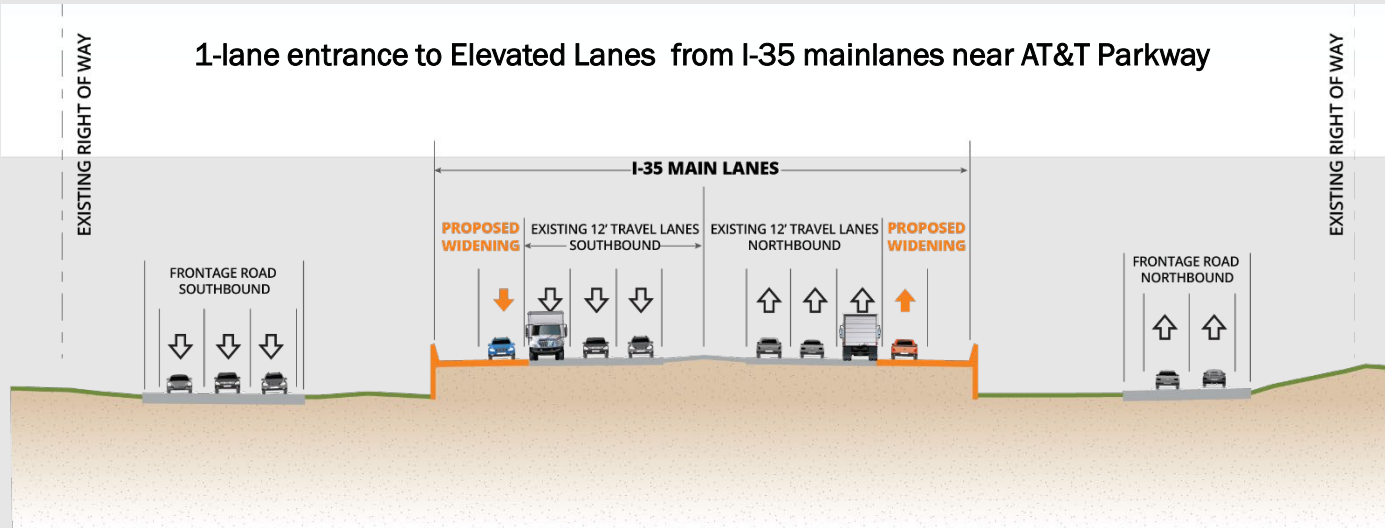 1-lane entrance to Elevated Lanes from I-35 mainlanes near AT&T Parkway
EXISTING RIGHT OF WAY
EXISTING RIGHT OF WAY
I-35 MAIN LANES
PROPOSED
WIDENING
EXISTING 12' TRAVEL LANES
SOUTHBOUND
EXISTING 12' TRAVEL LANES
NORTHBOUND
PROPOSED
WIDENING
FRONTAGE ROAD
SOUTHBOUND
FRONTAGE ROAD
NORTHBOUND